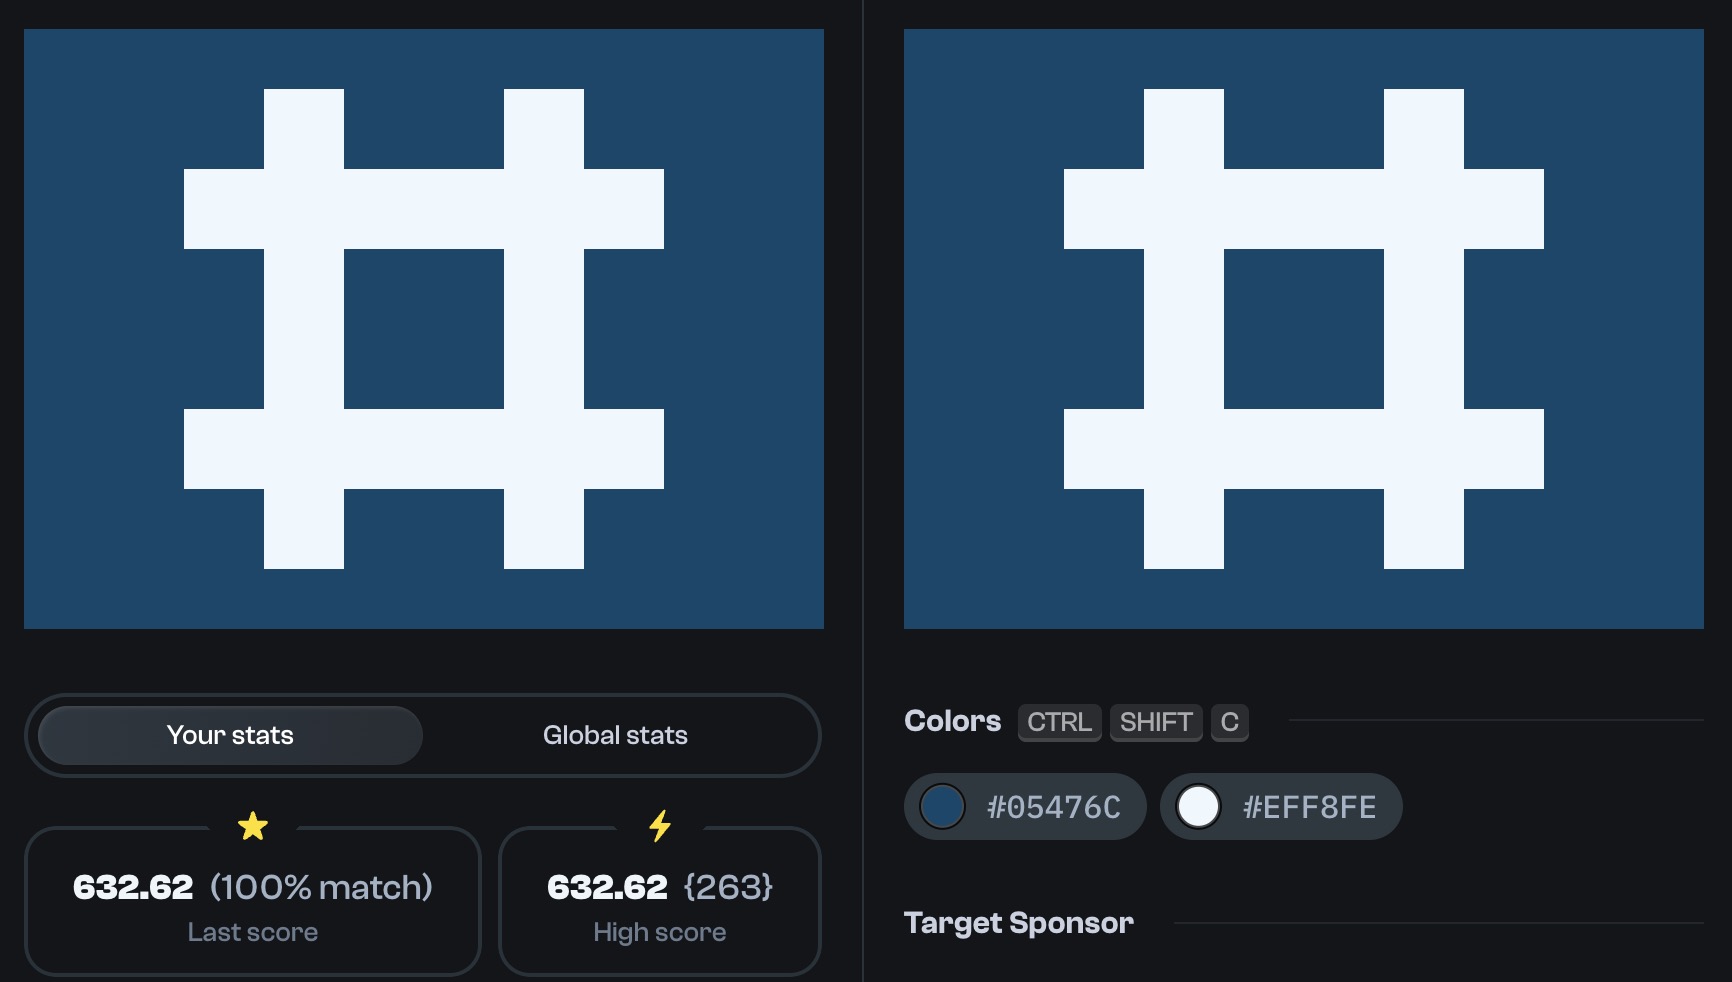 Your stats
Global stats
632.62 (100% match)
Last score
632.62 {263}
High score
Colors CTRL SHIFT C
#05476C #EFF8FE
Target Sponsor